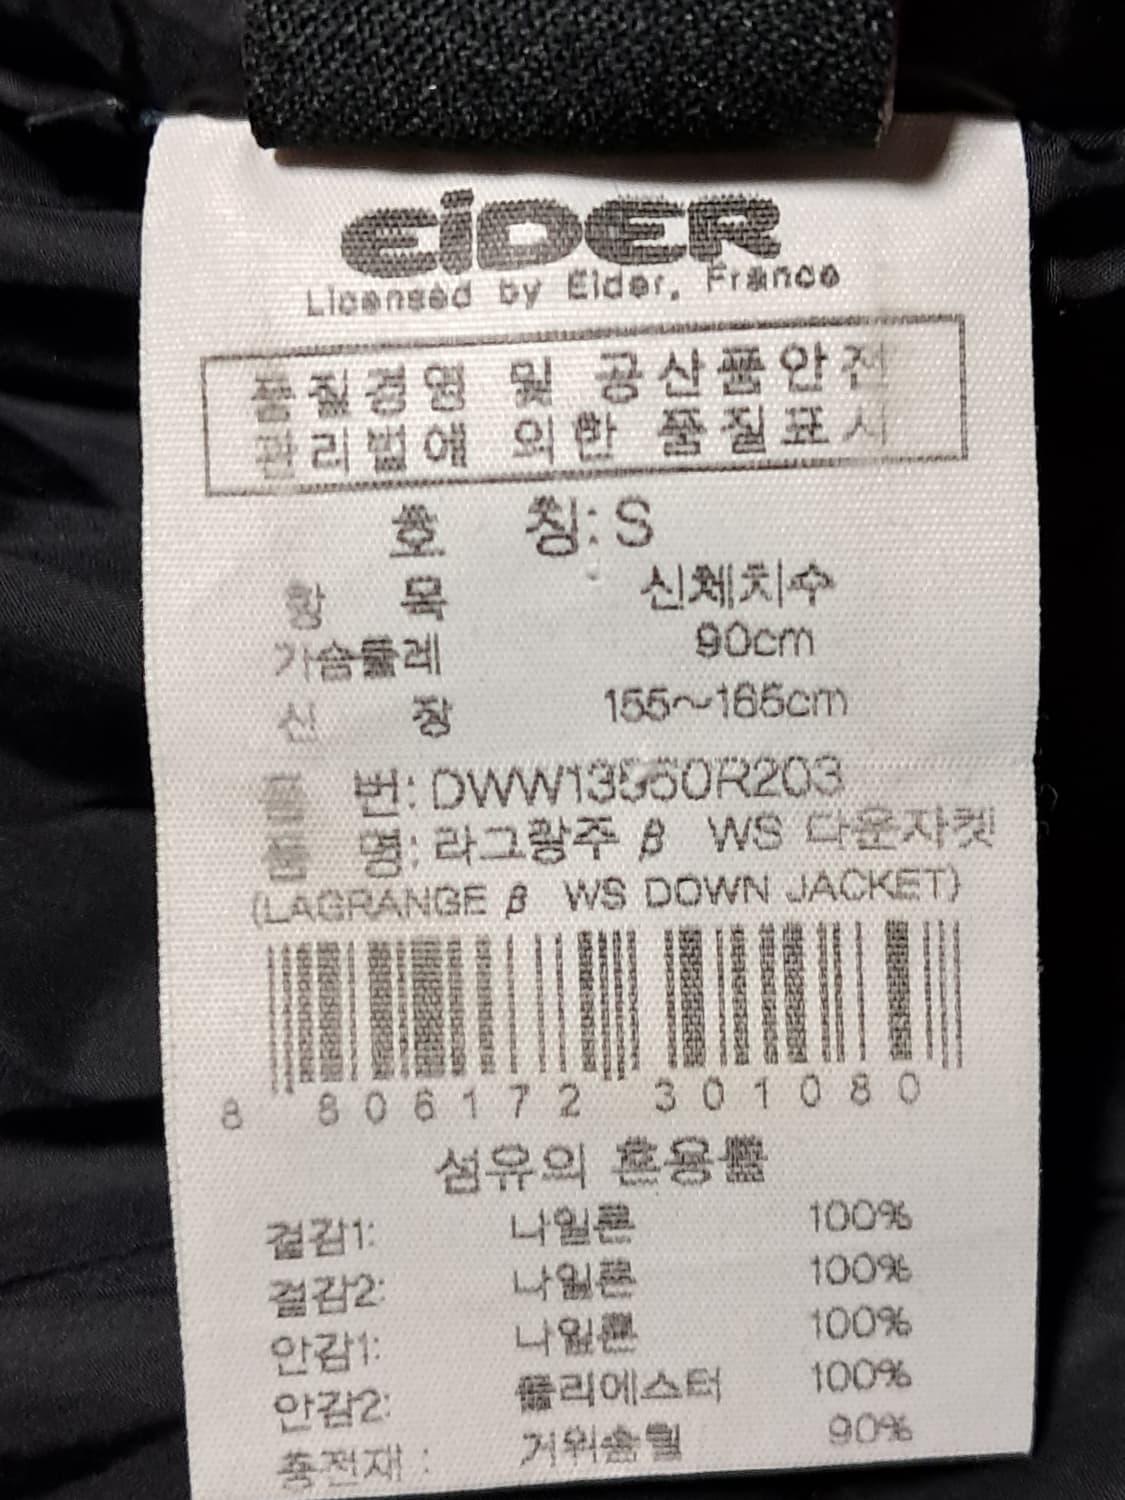 EiDER
Licensed by Eider, France
품질경영 및 공산품안전
관리법에 의한 품질표시
호 칭: S
항 목 신체치수
가슴둘레 90cm
신 장 155~165cm
품 번: DWW13550R203
품 명: 라그랑주 β WS 다운자켓
(LAGRANGE β WS DOWN JACKET)
8 806172 301080
섬유의 혼용률
겉감1: 나일론 100%
겉감2: 나일론 100%
안감1: 나일론 100%
안감2: 폴리에스터 100%
충전재 : 거위솜털 90%